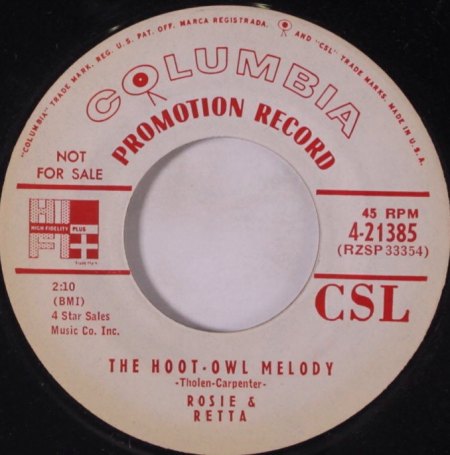 "COLUMBIA" TRADE MARK. REG. U.S. PAT. OFF. MARCA REGISTRADA. AND "CSL" TRADE MARKS. MADE IN U.S.A.
COLUMBIA
PROMOTION RECORD
NOT
FOR SALE
HI
HIGH FIDELITY PLUS
FI
45 RPM
4-21385
(RZSP 33354)
2:10
(BMI)
4 Star Sales
Music Co. Inc.
CSL
THE HOOT-OWL MELODY
-Tholen-Carpenter-
ROSIE &
RETTA